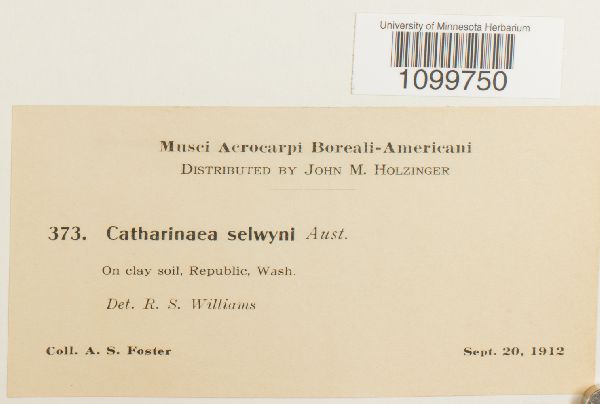 University of Minnesota Herbarium
1099750
Musci Acrocarpi Boreali-Americani
Distributed by John M. Holzinger
373. Catharinaea selwyni Aust.
On clay soil, Republic, Wash.
Det. R. S. Williams
Coll. A. S. Foster Sept. 20, 1912